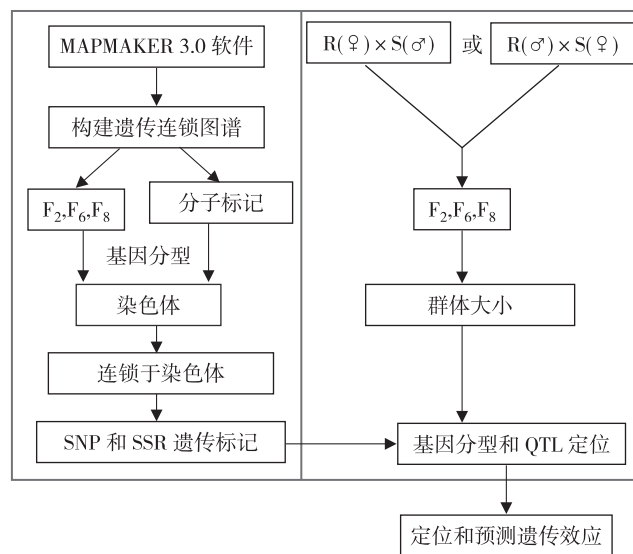 MAPMAKER 3.0 软件
构建遗传连锁图谱
F2,F6,F8
分子标记
基因分型
染色体
连锁于染色体
SNP 和 SSR 遗传标记
R(♀)×S(♂) 或 R(♂)×S(♀)
F2,F6,F8
群体大小
基因分型和 QTL 定位
定位和预测遗传效应